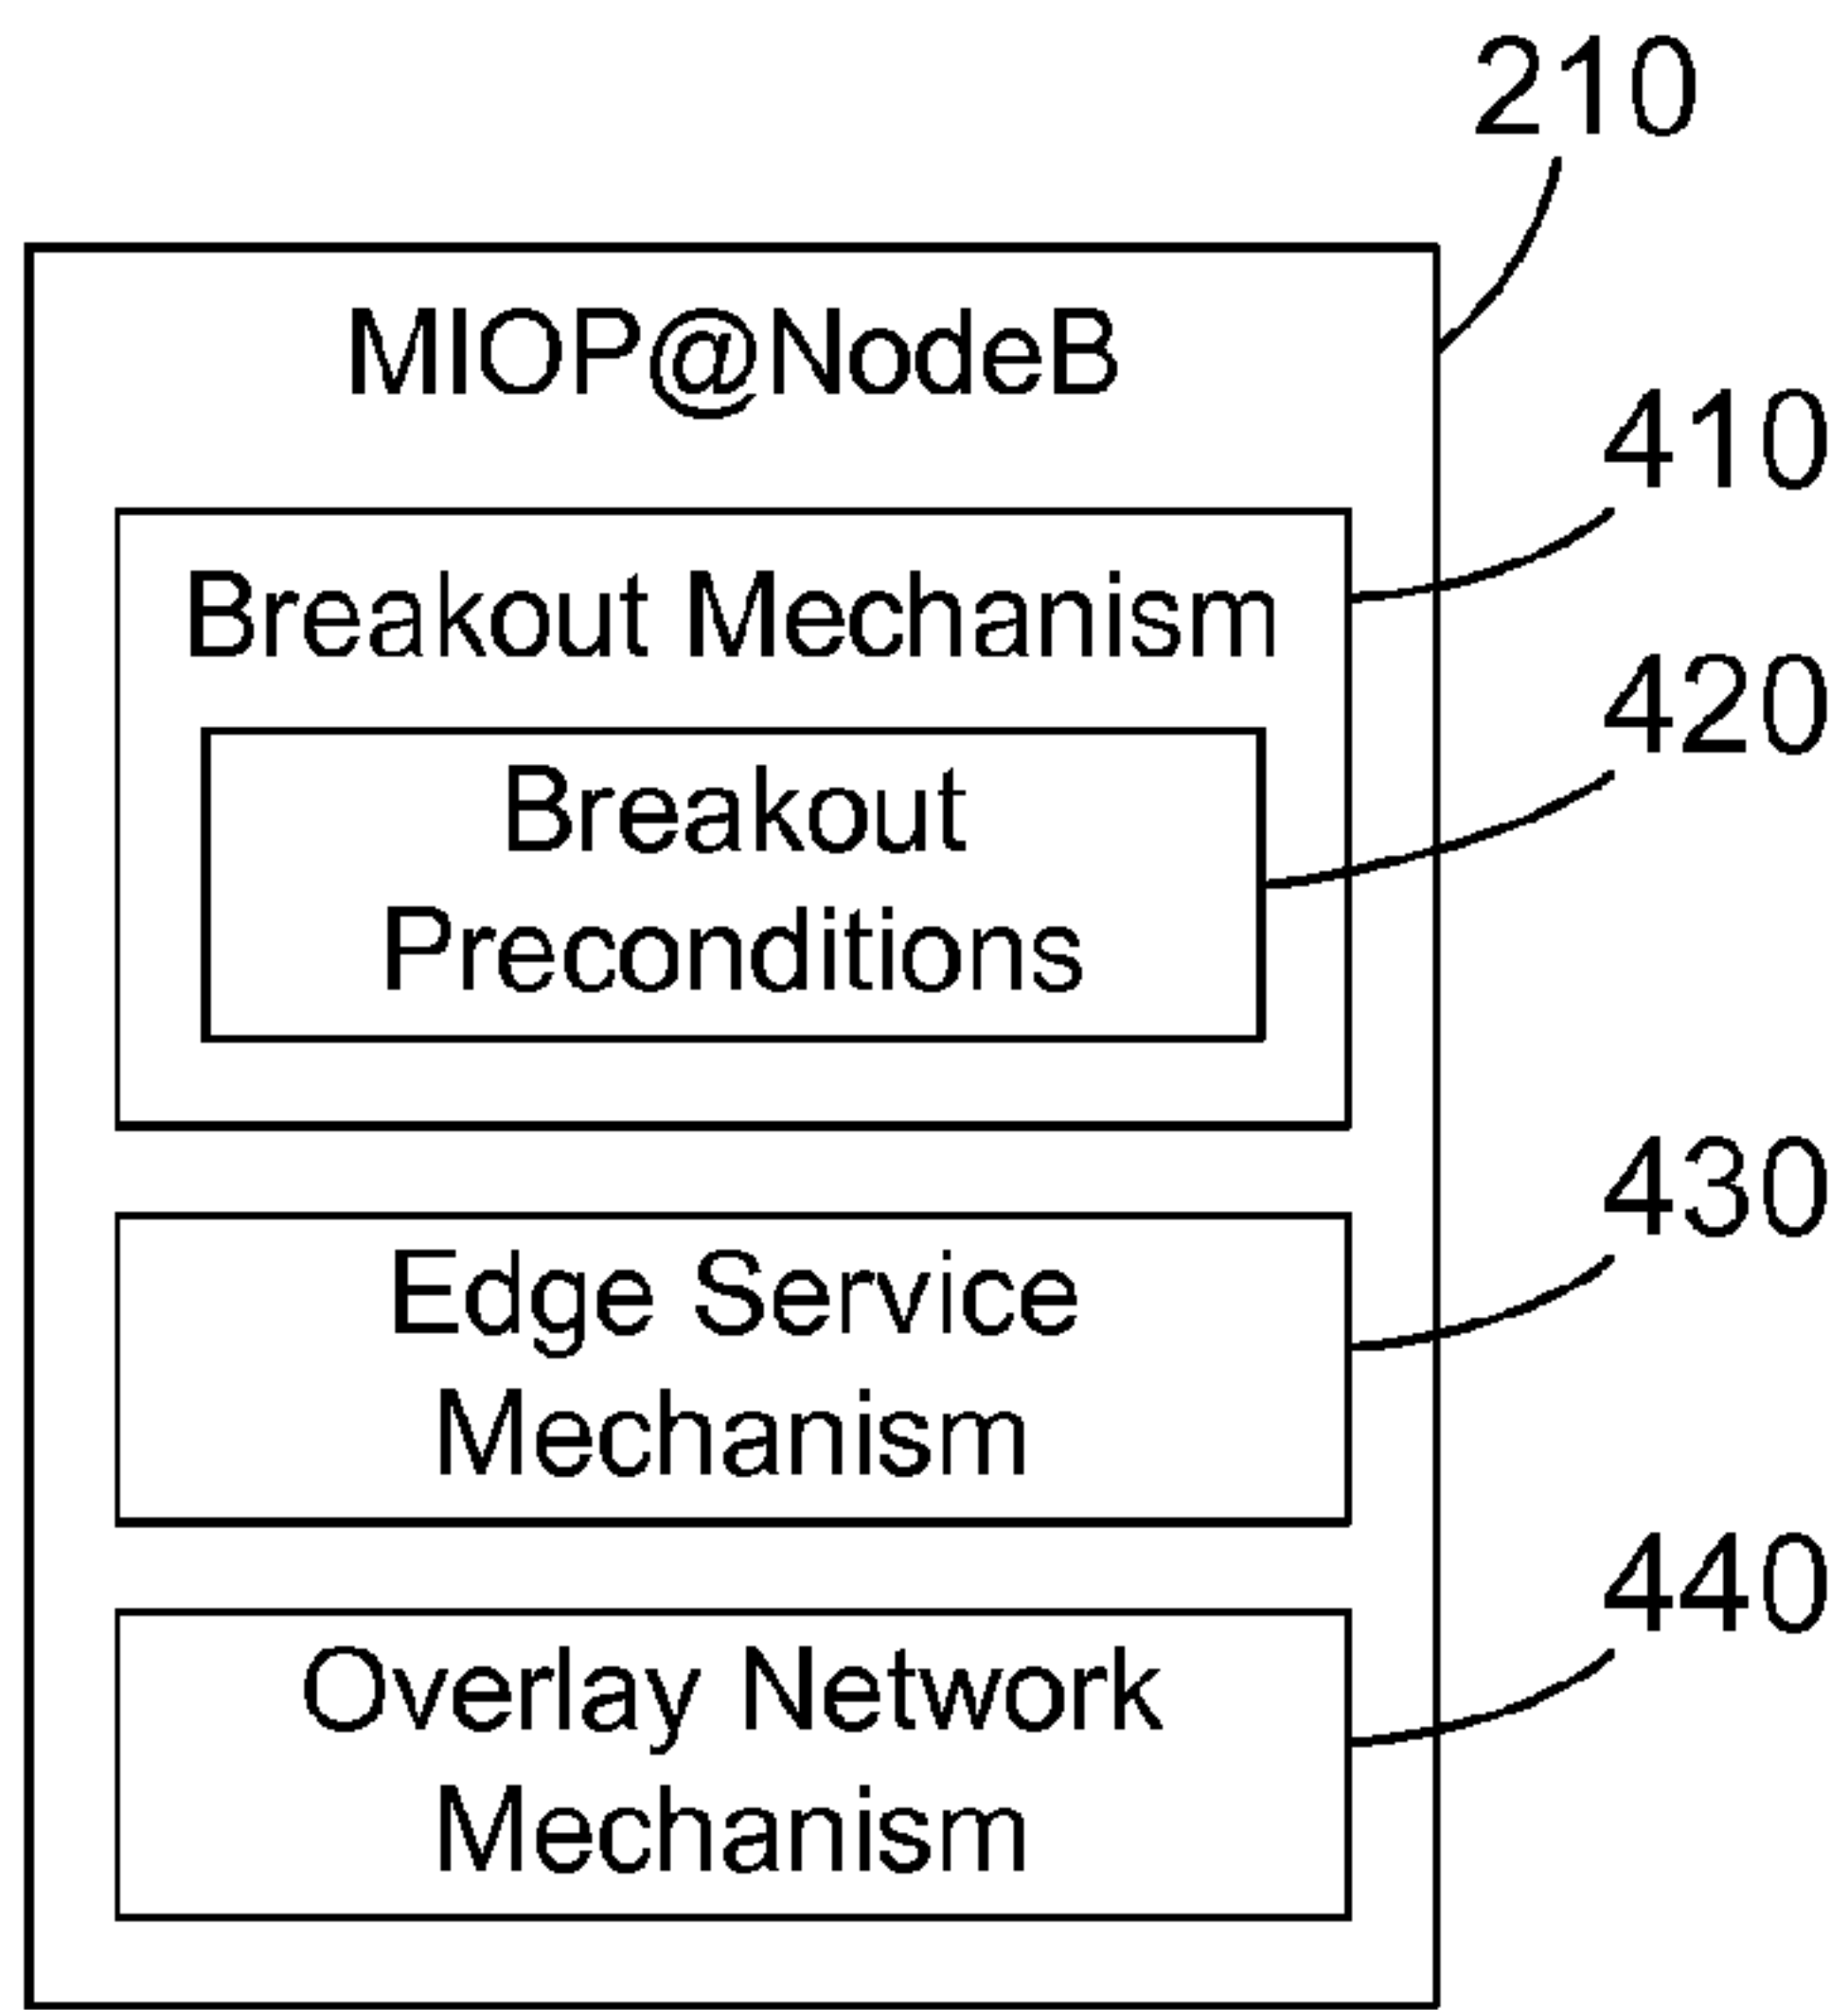 210
MIOP@NodeB
410
Breakout Mechanism
420
Breakout
Preconditions
430
Edge Service
Mechanism
440
Overlay Network
Mechanism